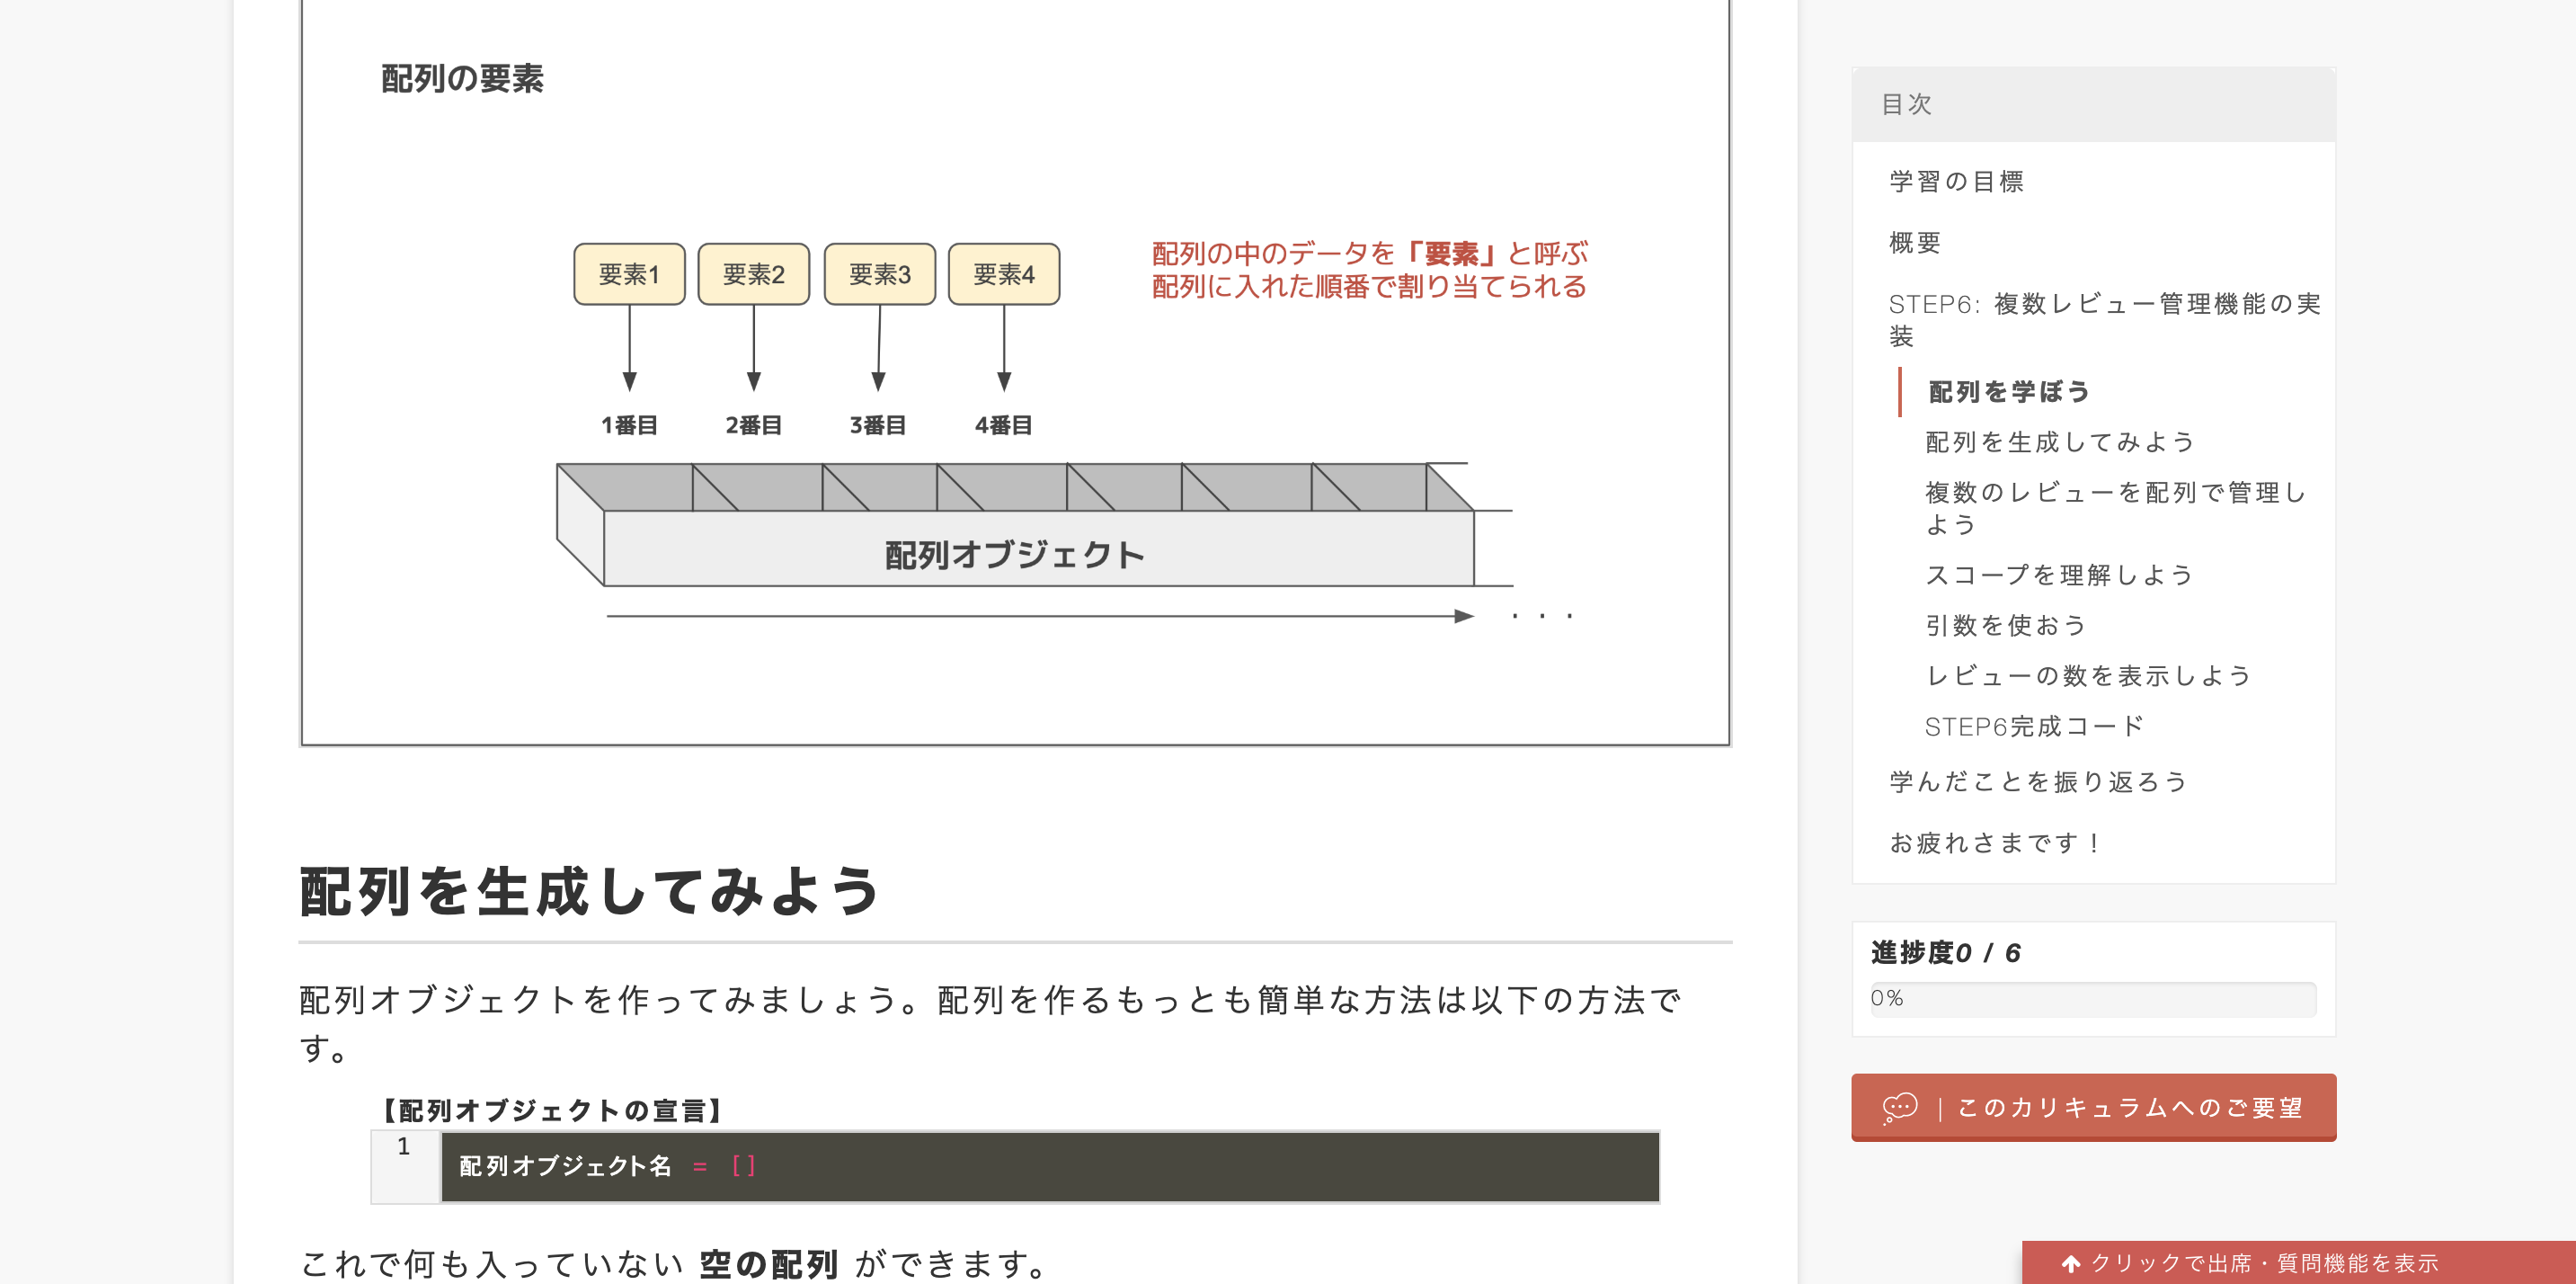 配列の要素
要素1 要素2 要素3 要素4
配列の中のデータを「要素」と呼ぶ
配列に入れた順番で割り当てられる
1番目 2番目 3番目 4番目
配列オブジェクト
・・・
配列を生成してみよう
配列オブジェクトを作ってみましょう。配列を作るもっとも簡単な方法は以下の方法で
す。
【配列オブジェクトの宣言】
1
配列オブジェクト名 = []
これで何も入っていない 空の配列 ができます。
目次
学習の目標
概要
STEP6: 複数レビュー管理機能の実
装
配列を学ぼう
配列を生成してみよう
複数のレビューを配列で管理し
よう
スコープを理解しよう
引数を使おう
レビューの数を表示しよう
STEP6完成コード
学んだことを振り返ろう
お疲れさまです！
進捗度0 / 6
0%
| このカリキュラムへのご要望
クリックで出席・質問機能を表示